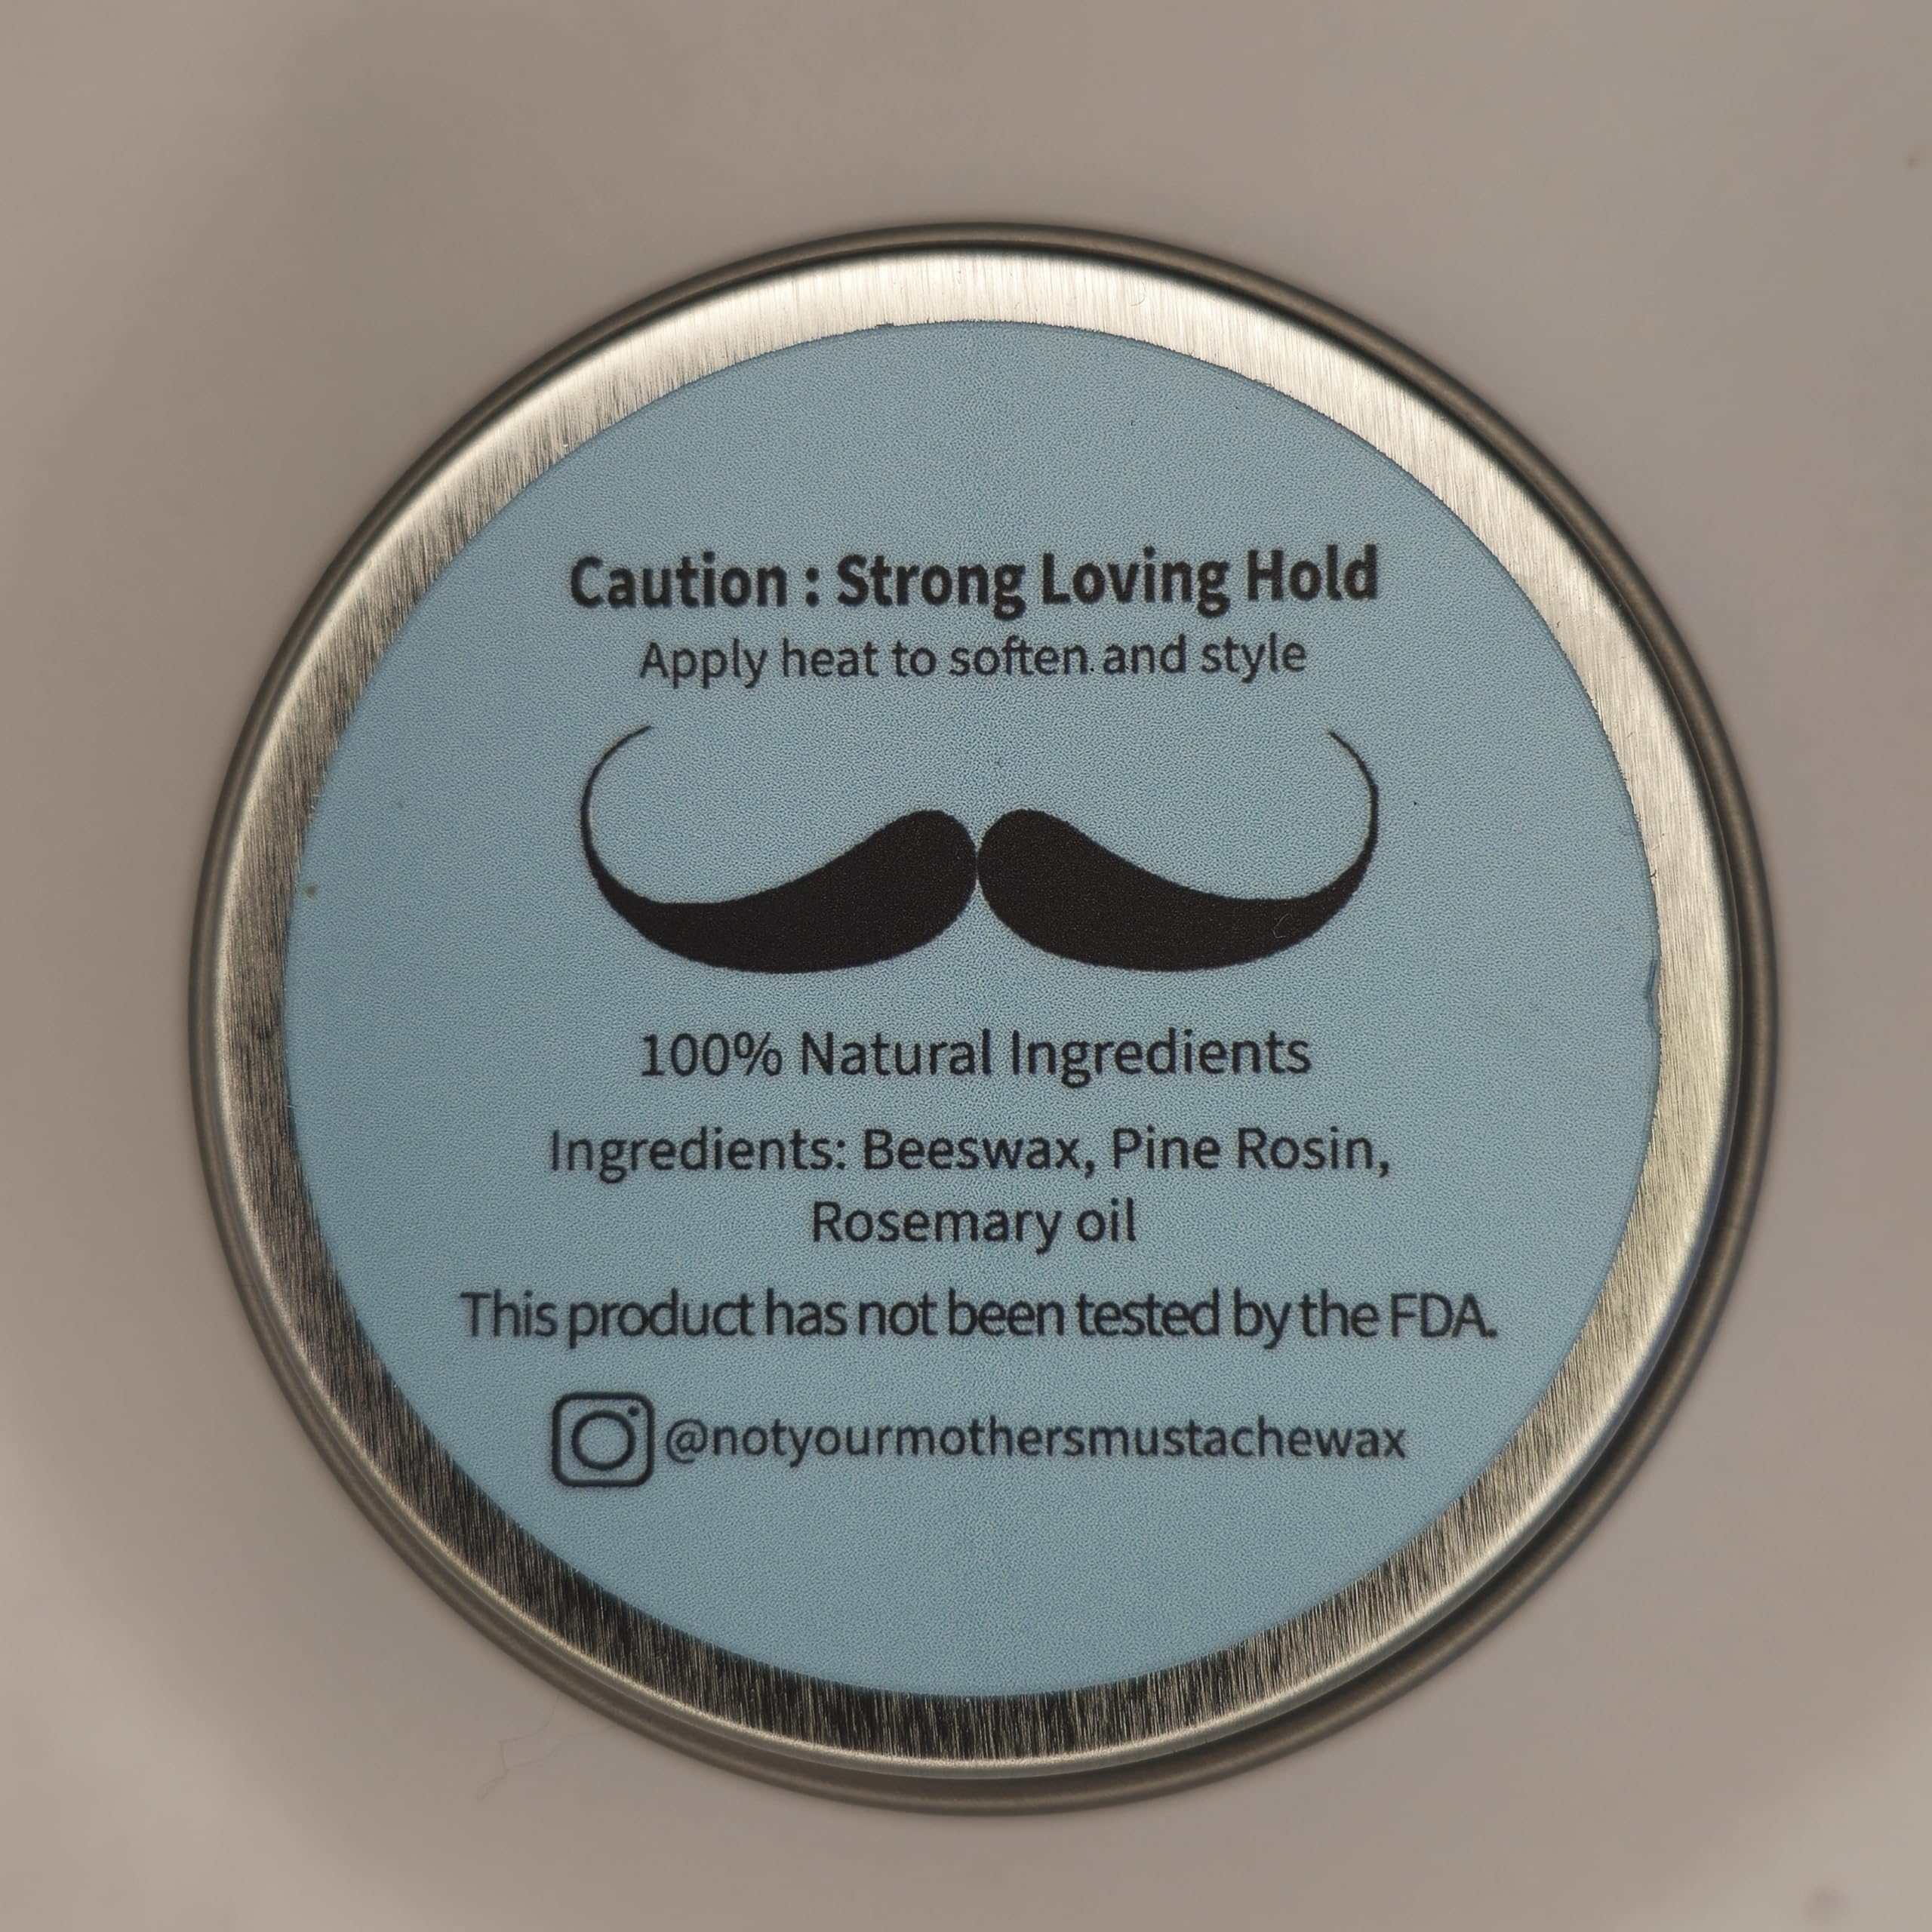 Caution : Strong Loving Hold
Apply heat to soften and style
100% Natural Ingredients
Ingredients: Beeswax, Pine Rosin,
Rosemary oil
This product has not been tested by the FDA.
@notyourmothersmustachewax